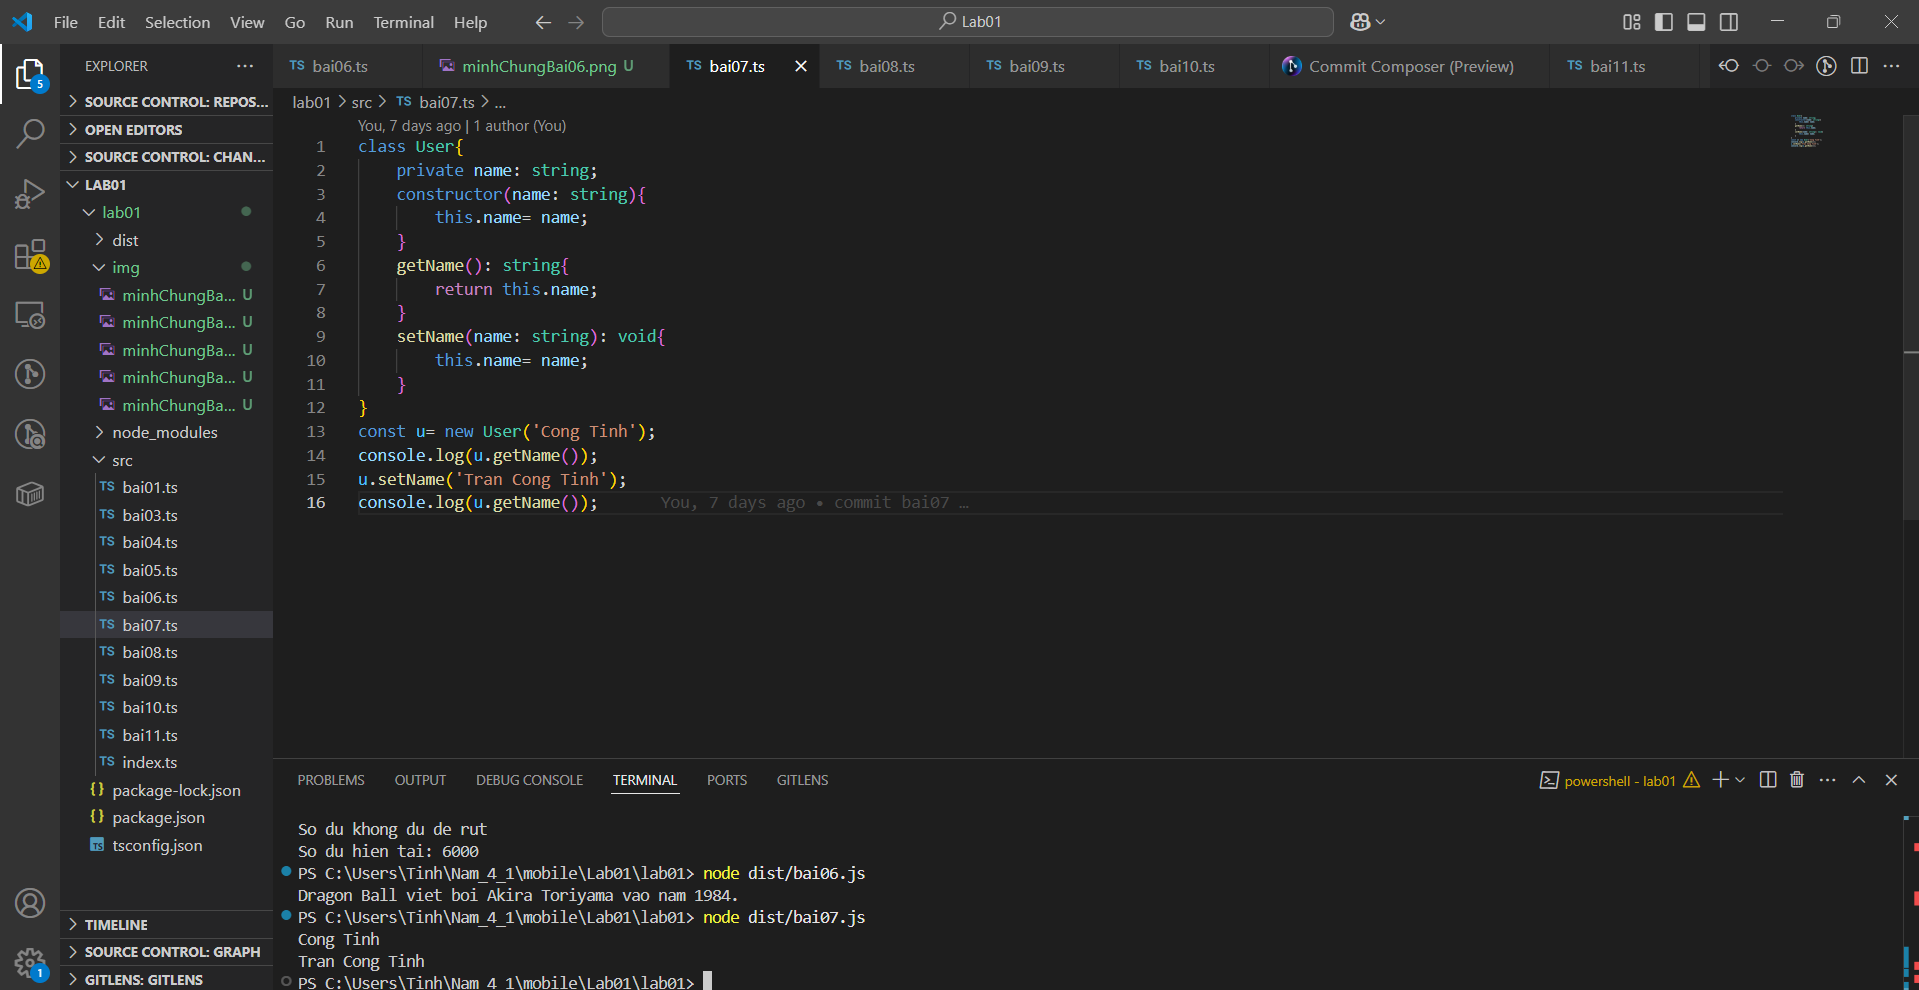 File Edit Selection View Go Run Terminal Help
Lab01
EXPLORER
SOURCE CONTROL: REPOS...
OPEN EDITORS
SOURCE CONTROL: CHAN...
LAB01
lab01
dist
img
minhChungBa... U
minhChungBa... U
minhChungBa... U
minhChungBa... U
minhChungBa... U
node_modules
src
TS bai01.ts
TS bai03.ts
TS bai04.ts
TS bai05.ts
TS bai06.ts
TS bai07.ts
TS bai08.ts
TS bai09.ts
TS bai10.ts
TS bai11.ts
TS index.ts
{} package-lock.json
{} package.json
TS tsconfig.json
TIMELINE
SOURCE CONTROL: GRAPH
GITLENS: GITLENS
5
1
TS bai06.ts
minhChungBai06.png U
TS bai07.ts
TS bai08.ts
TS bai09.ts
TS bai10.ts
Commit Composer (Preview)
TS bai11.ts
lab01 > src > TS bai07.ts > ...
You, 7 days ago | 1 author (You)
1 class User{
2 private name: string;
3 constructor(name: string){
4 this.name= name;
5 }
6 getName(): string{
7 return this.name;
8 }
9 setName(name: string): void{
10 this.name= name;
11 }
12 }
13 const u= new User('Cong Tinh');
14 console.log(u.getName());
15 u.setName('Tran Cong Tinh');
16 console.log(u.getName()); You, 7 days ago • commit bai07 …
PROBLEMS OUTPUT DEBUG CONSOLE TERMINAL PORTS GITLENS
powershell - lab01
So du khong du de rut
So du hien tai: 6000
PS C:\Users\Tinh\Nam_4_1\mobile\Lab01\lab01> node dist/bai06.js
Dragon Ball viet boi Akira Toriyama vao nam 1984.
PS C:\Users\Tinh\Nam_4_1\mobile\Lab01\lab01> node dist/bai07.js
Cong Tinh
Tran Cong Tinh
PS C:\Users\Tinh\Nam_4_1\mobile\Lab01\lab01>